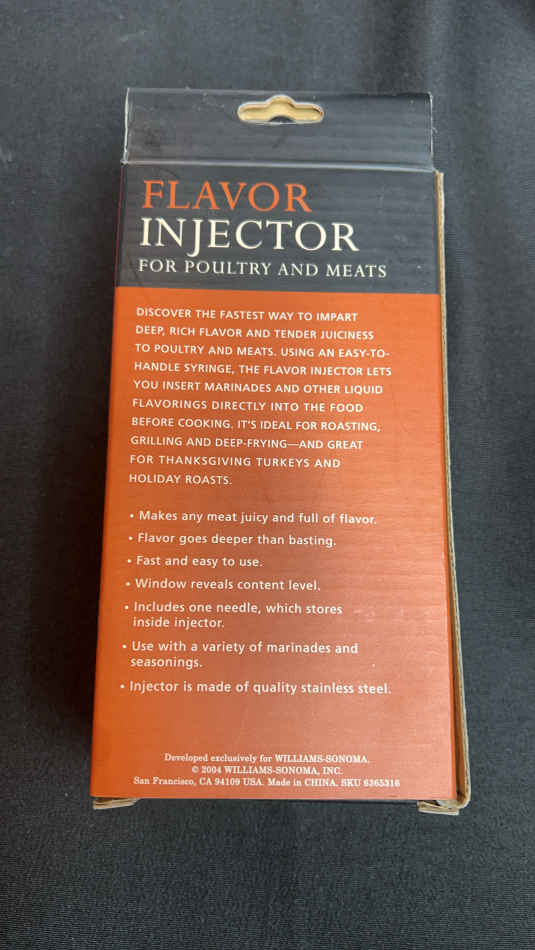 FLAVOR
INJECTOR
FOR POULTRY AND MEATS
DISCOVER THE FASTEST WAY TO IMPART
DEEP, RICH FLAVOR AND TENDER JUICINESS
TO POULTRY AND MEATS. USING AN EASY-TO-
HANDLE SYRINGE, THE FLAVOR INJECTOR LETS
YOU INSERT MARINADES AND OTHER LIQUID
FLAVORINGS DIRECTLY INTO THE FOOD
BEFORE COOKING. IT'S IDEAL FOR ROASTING,
GRILLING AND DEEP-FRYING—AND GREAT
FOR THANKSGIVING TURKEYS AND
HOLIDAY ROASTS.
• Makes any meat juicy and full of flavor.
• Flavor goes deeper than basting.
• Fast and easy to use.
• Window reveals content level.
• Includes one needle, which stores
inside injector.
• Use with a variety of marinades and
seasonings.
• Injector is made of quality stainless steel.
Developed exclusively for WILLIAMS-SONOMA.
© 2004 WILLIAMS-SONOMA, INC.
San Francisco, CA 94109 USA. Made in CHINA. SKU 6365316